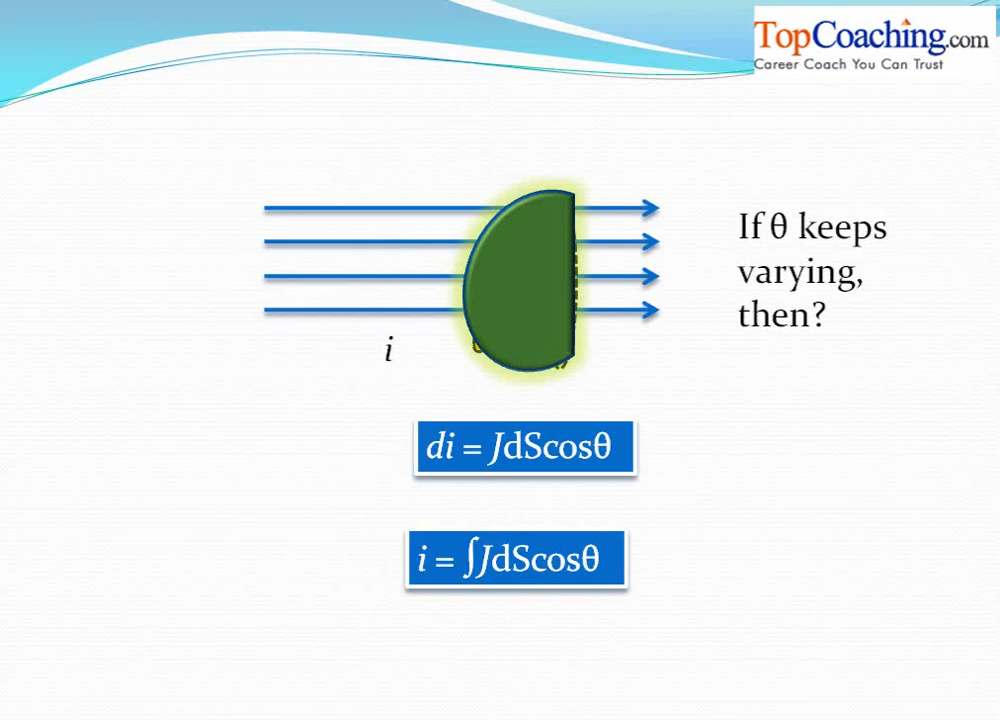 TopCoaching.com
Career Coach You Can Trust
If θ keeps
varying,
then?
i
di = JdScosθ
i = ∫JdScosθ